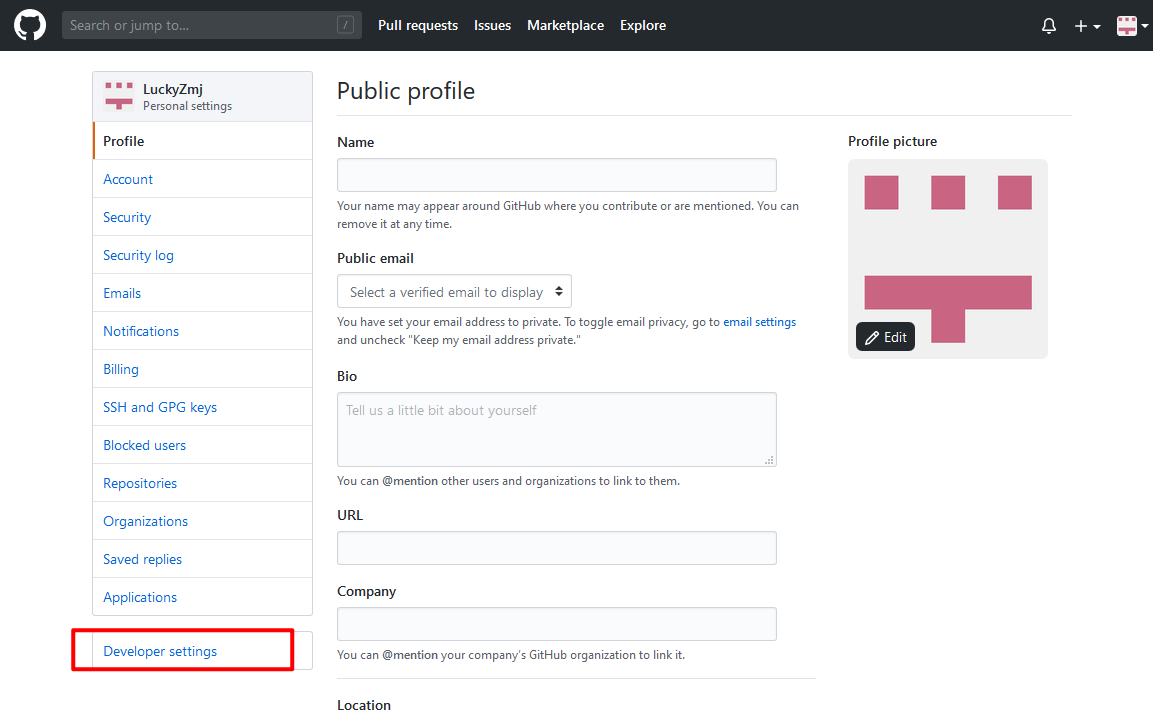 Search or jump to...
/
Pull requests
Issues
Marketplace
Explore
LuckyZmj
Personal settings
Profile
Account
Security
Security log
Emails
Notifications
Billing
SSH and GPG keys
Blocked users
Repositories
Organizations
Saved replies
Applications
Developer settings
Public profile
Name
Your name may appear around GitHub where you contribute or are mentioned. You can
remove it at any time.
Public email
Select a verified email to display
You have set your email address to private. To toggle email privacy, go to email settings
and uncheck "Keep my email address private."
Bio
Tell us a little bit about yourself
You can @mention other users and organizations to link to them.
URL
Company
You can @mention your company's GitHub organization to link it.
Location
Profile picture
Edit